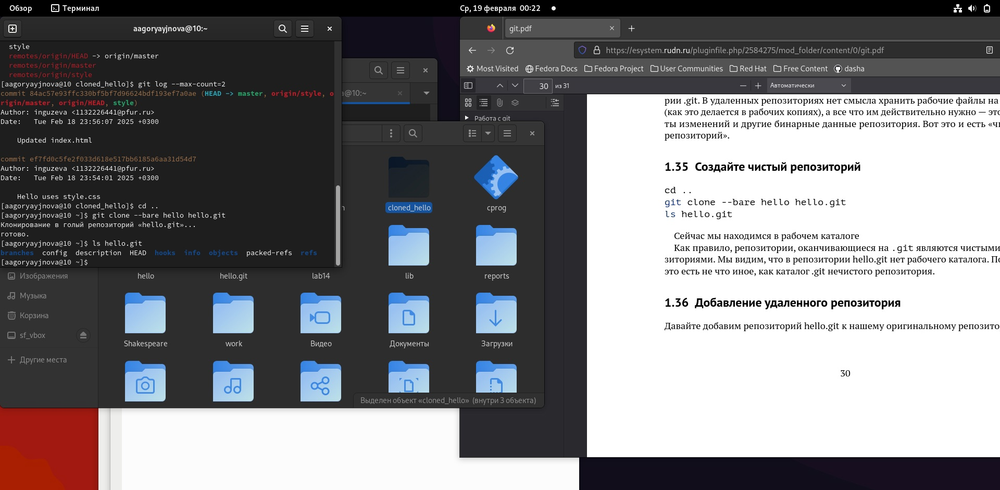 Обзор
Терминал
Ср, 19 февраля 00:22
aagoryayjnova@10:~
style
remotes/origin/HEAD -> origin/master
remotes/origin/master
remotes/origin/style
[aagoryayjnova@10 cloned_hello]$ git log --max-count=2
commit 84ac57e93ffc330bf5bf7d96624bdf193ef7a0ae (HEAD -> master, origin/style, o
rigin/master, origin/HEAD, style)
Author: inguzeva <1132226441@pfur.ru>
Date:   Tue Feb 18 23:56:07 2025 +0300
Updated index.html
commit ef7fd0c5fe2f033d618e517bb6185a6aa31d54d7
Author: inguzeva <1132226441@pfur.ru>
Date:   Tue Feb 18 23:54:01 2025 +0300
Hello uses style.css
[aagoryayjnova@10 cloned_hello]$ cd ..
[aagoryayjnova@10 ~]$ git clone --bare hello hello.git
Клонирование в голый репозиторий «hello.git»...
готово.
[aagoryayjnova@10 ~]$ ls hello.git
branches  config  description  HEAD  hooks  info  objects  packed-refs  refs
[aagoryayjnova@10 ~]$
@10:~
cloned_hello
cprog
hello
hello.git
lab14
lib
reports
Изображения
Музыка
Корзина
sf_vbox
Другие места
Shakespeare
work
Видео
Документы
Загрузки
Выделен объект «cloned_hello» (внутри 3 объекта)
git.pdf
https://esystem.rudn.ru/pluginfile.php/2584275/mod_folder/content/0/git.pdf
Most Visited
Fedora Docs
Fedora Project
User Communities
Red Hat
Free Content
dasha
30
из 31
Автоматически
Работа с git
рии .git. В удаленных репозиториях нет смысла хранить рабочие файлы на
(как это делается в рабочих копиях), а все что им действительно нужно — это
ты изменений и другие бинарные данные репозитория. Вот это и есть «чи
репозиторий».
1.35 Создайте чистый репозиторий
cd ..
git clone --bare hello hello.git
ls hello.git
Сейчас мы находимся в рабочем каталоге
Как правило, репозитории, оканчивающиеся на .git являются чистыми
зиториями. Мы видим, что в репозитории hello.git нет рабочего каталога. По
это есть не что иное, как каталог .git нечистого репозитория.
1.36 Добавление удаленного репозитория
Давайте добавим репозиторий hello.git к нашему оригинальному репозито
30